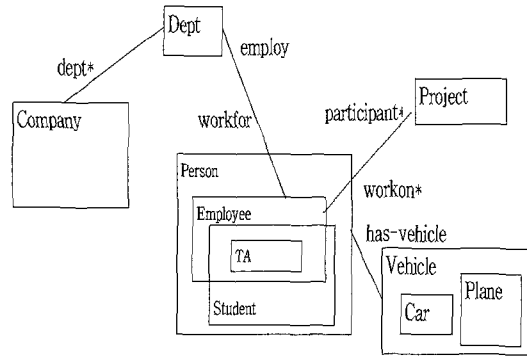 Dept
employ
dept*
Company
workfor
participant*
Project
Person
workon*
Employee
has-vehicle
TA
Vehicle
Plane
Car
Student